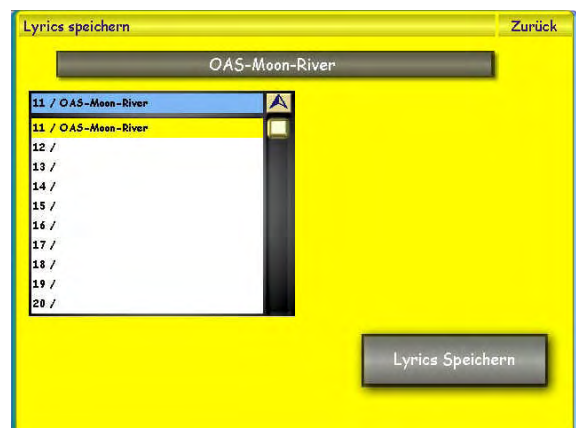 Lyrics speichern Zurück
OAS-Moon-River
11 / OAS-Moon-River
11 / OAS-Moon-River
12 /
13 /
14 /
15 /
16 /
17 /
18 /
19 /
20 /
Lyrics Speichern